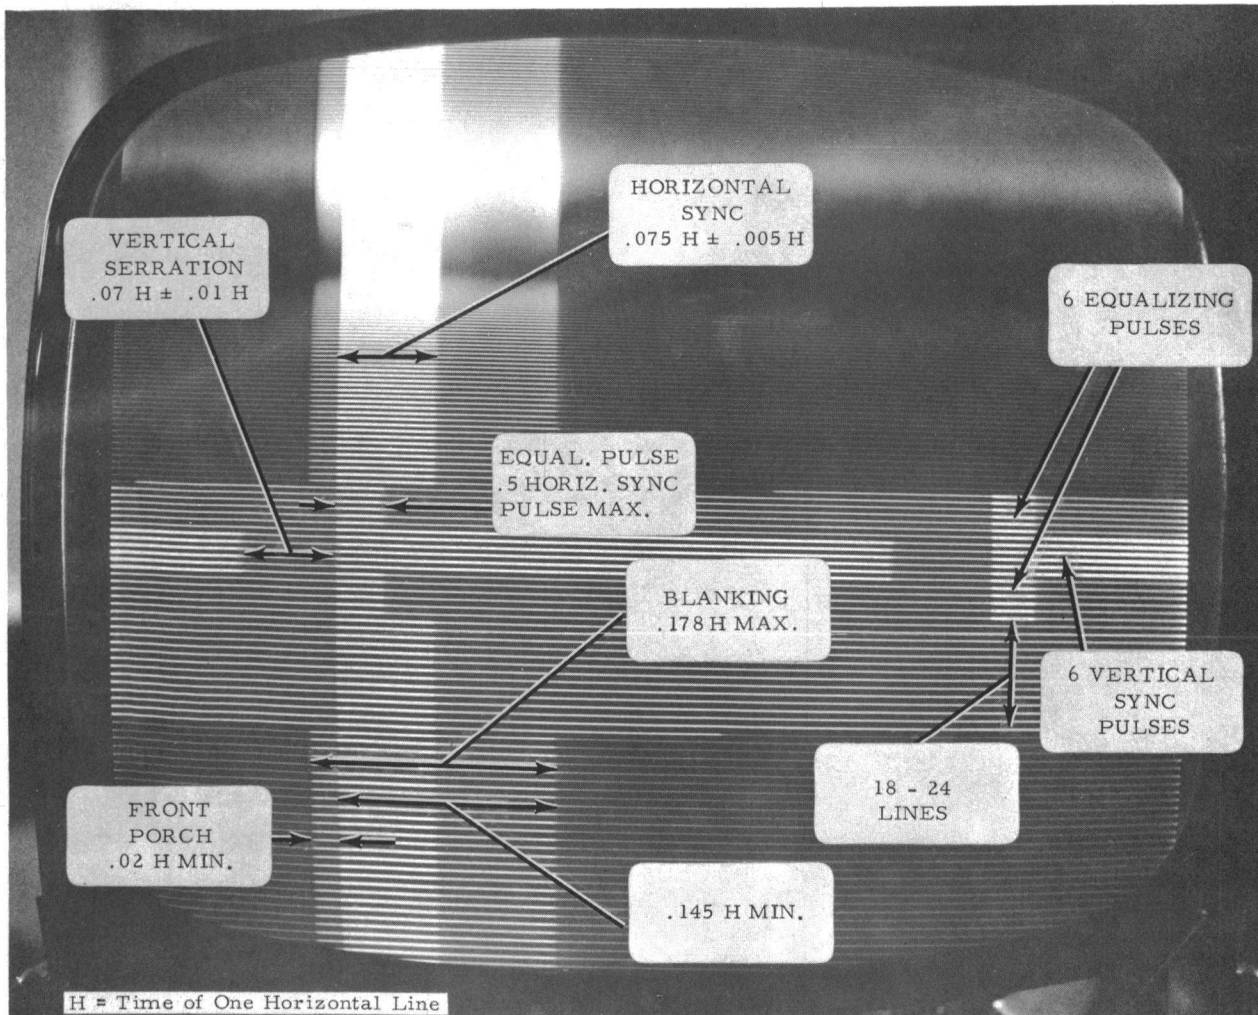 HORIZONTAL
SYNC
.075 H ± .005 H
VERTICAL
SERRATION
.07 H ± .01 H
6 EQUALIZING
PULSES
EQUAL. PULSE
.5 HORIZ. SYNC
PULSE MAX.
BLANKING
.178 H MAX.
6 VERTICAL
SYNC
PULSES
18 - 24
LINES
FRONT
PORCH
.02 H MIN.
.145 H MIN.
H = Time of One Horizontal Line